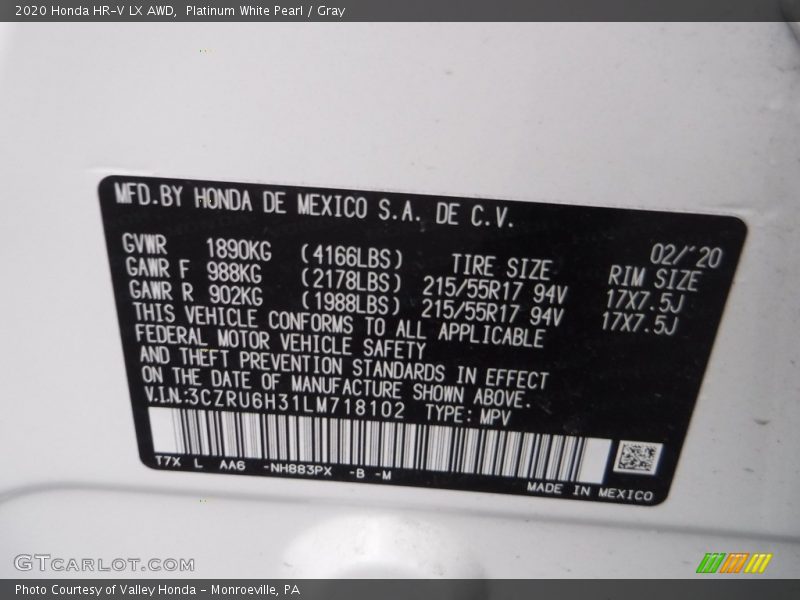 2020 Honda HR-V LX AWD,  Platinum White Pearl / Gray
MFD.BY HONDA DE MEXICO S.A. DE C.V.
02/'20
GVWR 1890KG (4166LBS) TIRE SIZE RIM SIZE
GAWR F 988KG (2178LBS) 215/55R17 94V 17X7.5J
GAWR R 902KG (1988LBS) 215/55R17 94V 17X7.5J
THIS VEHICLE CONFORMS TO ALL APPLICABLE
FEDERAL MOTOR VEHICLE SAFETY
AND THEFT PREVENTION STANDARDS IN EFFECT
ON THE DATE OF MANUFACTURE SHOWN ABOVE.
V.I.N:3CZRU6H31LM718102 TYPE: MPV
T7X L AA6 -NH883PX -B -M
MADE IN MEXICO
GTCARLOT.COM
Photo Courtesy of Valley Honda - Monroeville, PA